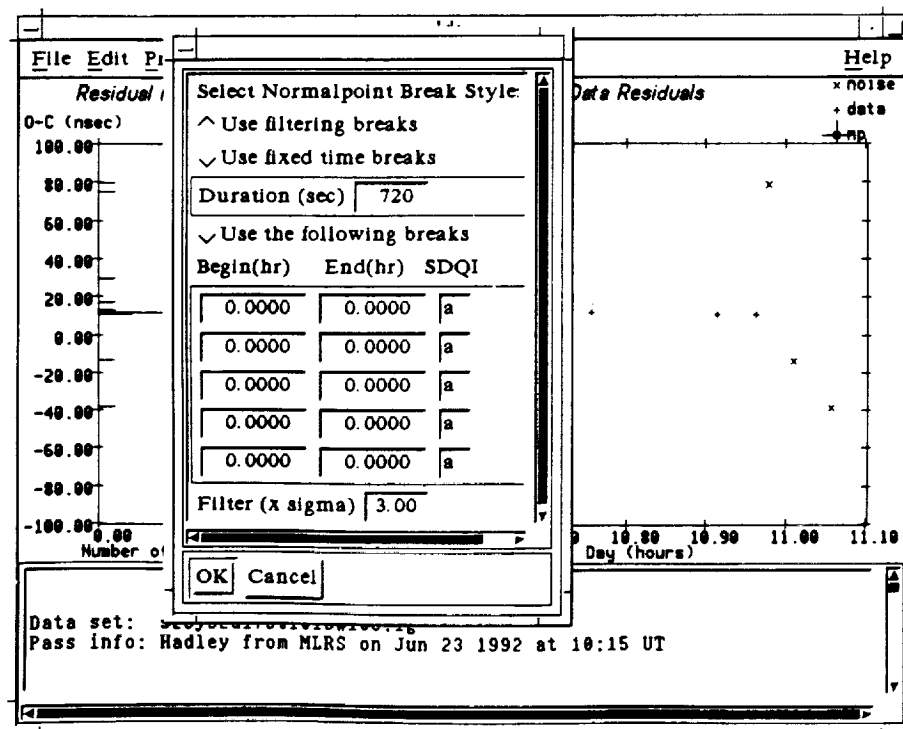 File Edit
Help
Residual
Data Residuals
× noise
+ data
np
O-C (nsec)
100.00
80.00
60.00
40.00
20.00
0.00
-20.00
-40.00
-60.00
-80.00
-100.00
0.00
Number of
10.80
10.90
11.00
11.10
Day (hours)
Select Normalpoint Break Style:
Use filtering breaks
Use fixed time breaks
Duration (sec) 720
Use the following breaks
Begin(hr) End(hr) SDQI
0.0000 0.0000 a
0.0000 0.0000 a
0.0000 0.0000 a
0.0000 0.0000 a
0.0000 0.0000 a
Filter (x sigma) 3.00
OK Cancel
Data set:
Pass info: Hadley from MLRS on Jun 23 1992 at 10:15 UT